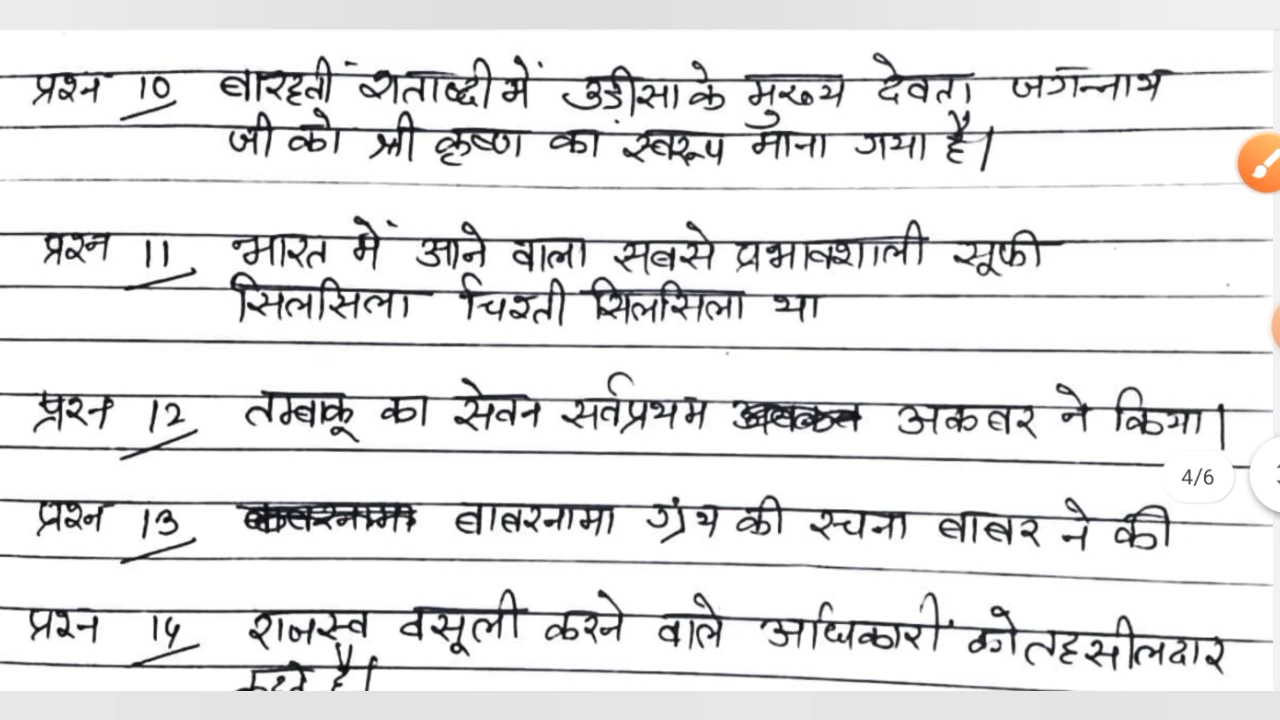 प्रश्न 10 बारहवीं शताब्दी में उड़ीसा के मुख्य देवता जगन्नाथ
जी को श्री कृष्ण का स्वरूप माना गया है।
प्रश्न 11 भारत में आने वाला सबसे प्रभावशाली सूफी
सिलसिला चिश्ती सिलसिला था
प्रश्न 12 तम्बाकू का सेवन सर्वप्रथम अकबर ने किया।
4/6
प्रश्न 13 बाबरनामा ग्रंथ की रचना बाबर ने की
प्रश्न 14 राजस्व वसूली करने वाले अधिकारी को तहसीलदार
कहते है।